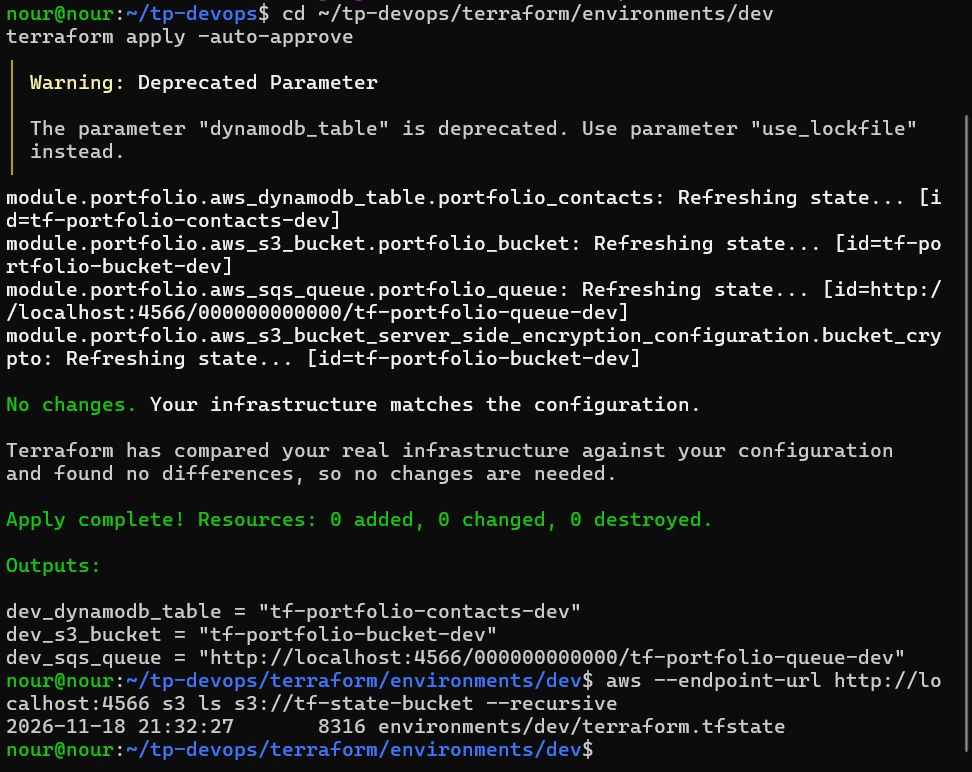 nour@nour:~/tp-devops$ cd ~/tp-devops/terraform/environments/dev
terraform apply -auto-approve
Warning: Deprecated Parameter
The parameter "dynamodb_table" is deprecated. Use parameter "use_lockfile"
instead.
module.portfolio.aws_dynamodb_table.portfolio_contacts: Refreshing state... [i
d=tf-portfolio-contacts-dev]
module.portfolio.aws_s3_bucket.portfolio_bucket: Refreshing state... [id=tf-po
rtfolio-bucket-dev]
module.portfolio.aws_sqs_queue.portfolio_queue: Refreshing state... [id=http:/
/localhost:4566/000000000000/tf-portfolio-queue-dev]
module.portfolio.aws_s3_bucket_server_side_encryption_configuration.bucket_cry
pto: Refreshing state... [id=tf-portfolio-bucket-dev]
No changes. Your infrastructure matches the configuration.
Terraform has compared your real infrastructure against your configuration
and found no differences, so no changes are needed.
Apply complete! Resources: 0 added, 0 changed, 0 destroyed.
Outputs:
dev_dynamodb_table = "tf-portfolio-contacts-dev"
dev_s3_bucket = "tf-portfolio-bucket-dev"
dev_sqs_queue = "http://localhost:4566/000000000000/tf-portfolio-queue-dev"
nour@nour:~/tp-devops/terraform/environments/dev$ aws --endpoint-url http://lo
calhost:4566 s3 ls s3://tf-state-bucket --recursive
2026-11-18 21:32:27       8316 environments/dev/terraform.tfstate
nour@nour:~/tp-devops/terraform/environments/dev$